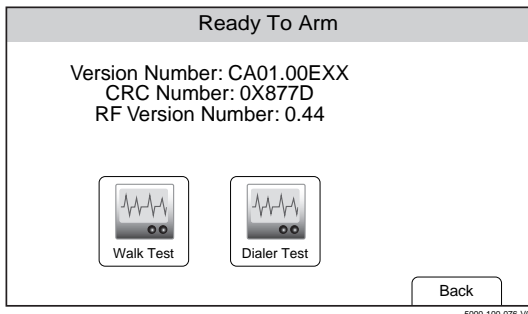 Ready To Arm
Version Number: CA01.00EXX
CRC Number: 0X877D
RF Version Number: 0.44
Walk Test
Dialer Test
Back